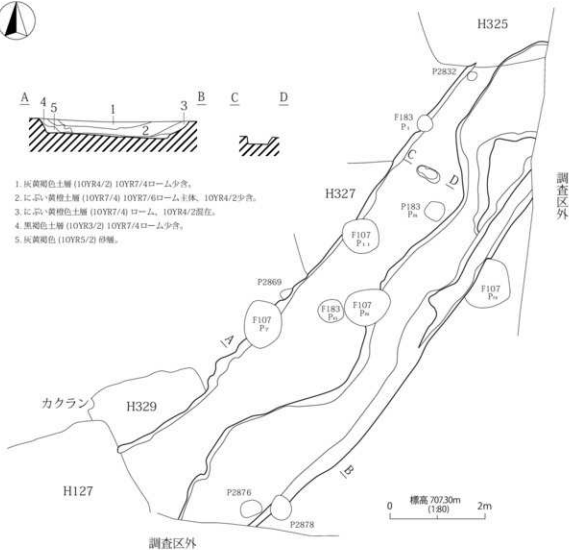 H325
P2832
A 4 5 1 3 B C D
2
F183
P₁
C
D
1. 灰黄褐色土層 (10YR4/2) 10YR7/4ローム少含。
2. にぶい黄橙土層 (10YR7/4) 10YR7/6ローム主体、10YR4/2少含。
3. にぶい黄橙色土層 (10YR7/4) ローム、10YR4/2混在。
4. 黒褐色土層 (10YR3/2) 10YR7/4ローム少含。
5. 灰黄褐色 (10YR5/2) 砂層。
H327
調査区外
P183
F107
P₁₁
P2869
F107
F183
F107
F107
P₇
A
カクラン
H329
H127
B
P2876
P2878
0 標高 707.30m (1:80) 2m
調査区外